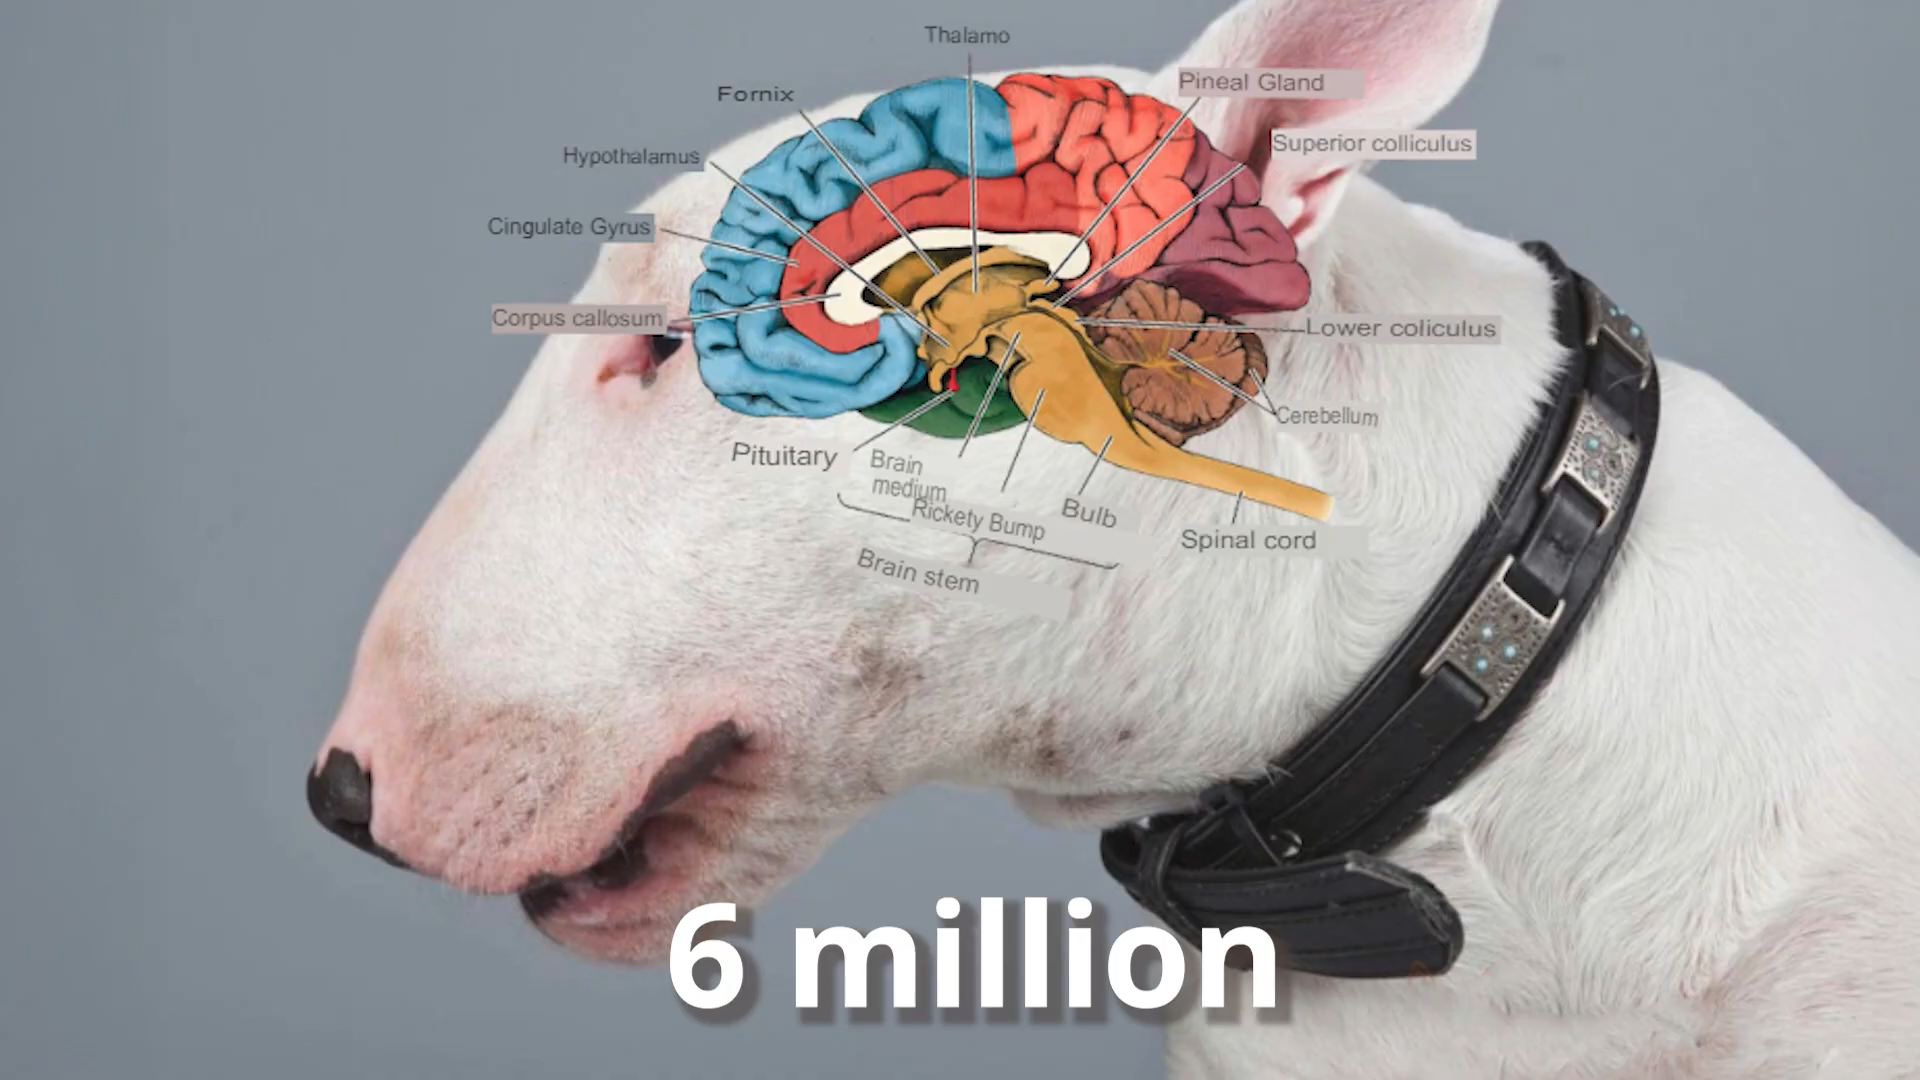 Thalamo
Fornix
Pineal Gland
Superior colliculus
Hypothalamus
Cingulate Gyrus
Corpus callosum
Lower coliculus
Cerebellum
Pituitary
Brain
medium
Rickety Bump
Bulb
Spinal cord
Brain stem
6 million